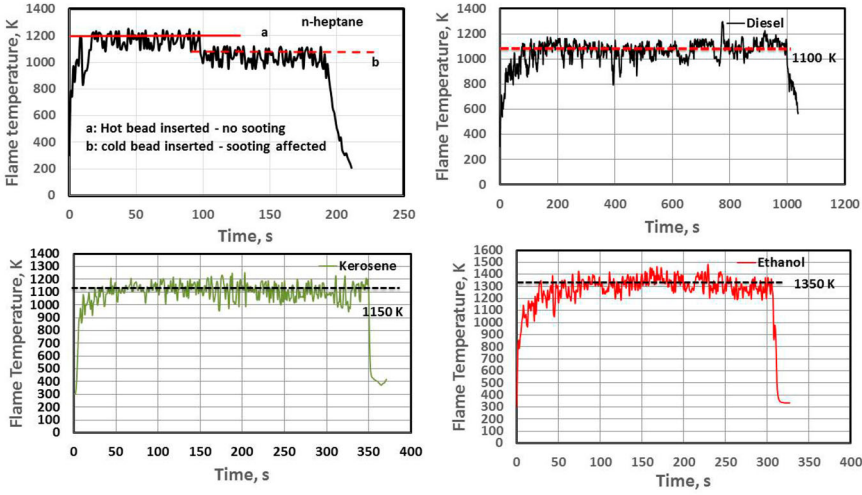 n-heptane
a
b
a: Hot bead inserted - no sooting
b: cold bead inserted - sooting affected
Flame temperature, K
1400
1200
1000
800
600
400
200
0
0 50 100 150 200 250
Time, s
Diesel
1100 K
Flame Temperature, K
1400
1200
1000
800
600
400
200
0
0 200 400 600 800 1000 1200
Time, s
Kerosene
1150 K
Flame Temperature, K
1400
1300
1200
1100
1000
900
800
700
600
500
400
300
200
100
0
0 50 100 150 200 250 300 350 400
Time, s
Ethanol
1350 K
Flame Temperature, K
1600
1500
1400
1300
1200
1100
1000
900
800
700
600
500
400
300
200
100
0
0 50 100 150 200 250 300 350 400
Time, s